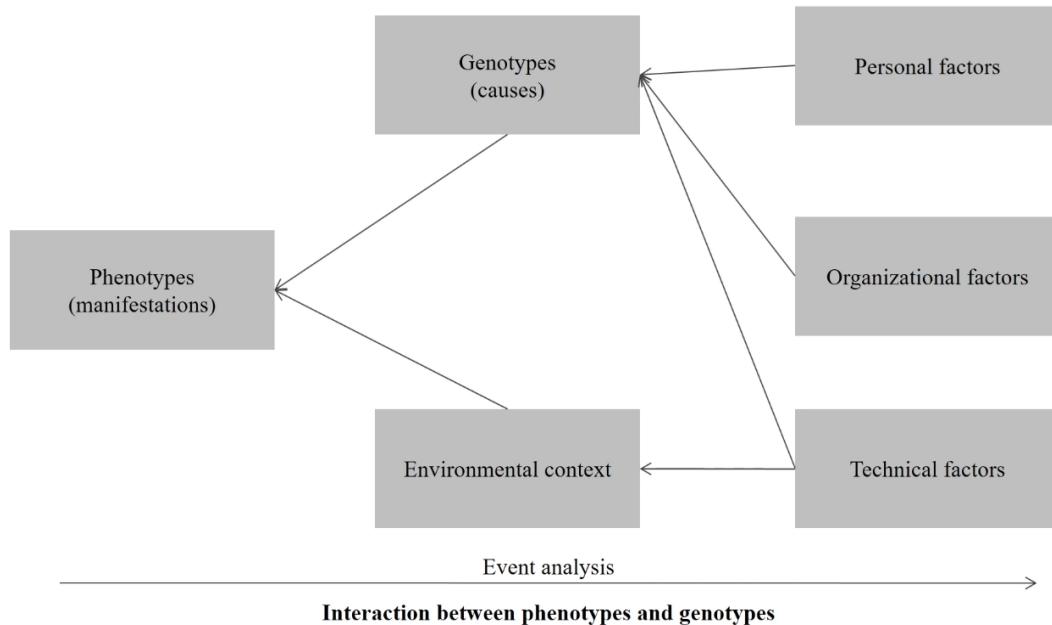 Genotypes
(causes)
Personal factors
Phenotypes
(manifestations)
Organizational factors
Environmental context
Technical factors
Event analysis
Interaction between phenotypes and genotypes